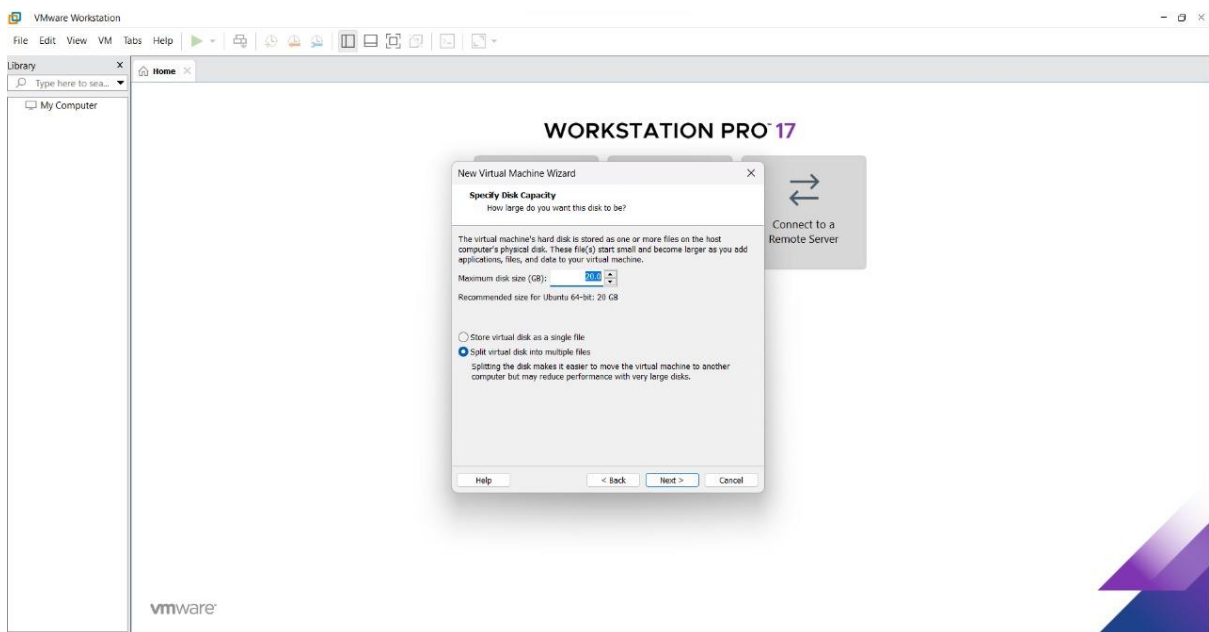 VMware Workstation
File Edit View VM Tabs Help
Library
Type here to sea...
My Computer
Home
WORKSTATION PRO™ 17
Connect to a
Remote Server
New Virtual Machine Wizard
Specify Disk Capacity
How large do you want this disk to be?
The virtual machine's hard disk is stored as one or more files on the host
computer's physical disk. These file(s) start small and become larger as you add
applications, files, and data to your virtual machine.
Maximum disk size (GB): 20.0
Recommended size for Ubuntu 64-bit: 20 GB
Store virtual disk as a single file
Split virtual disk into multiple files
Splitting the disk makes it easier to move the virtual machine to another
computer but may reduce performance with very large disks.
Help < Back Next > Cancel
vmware